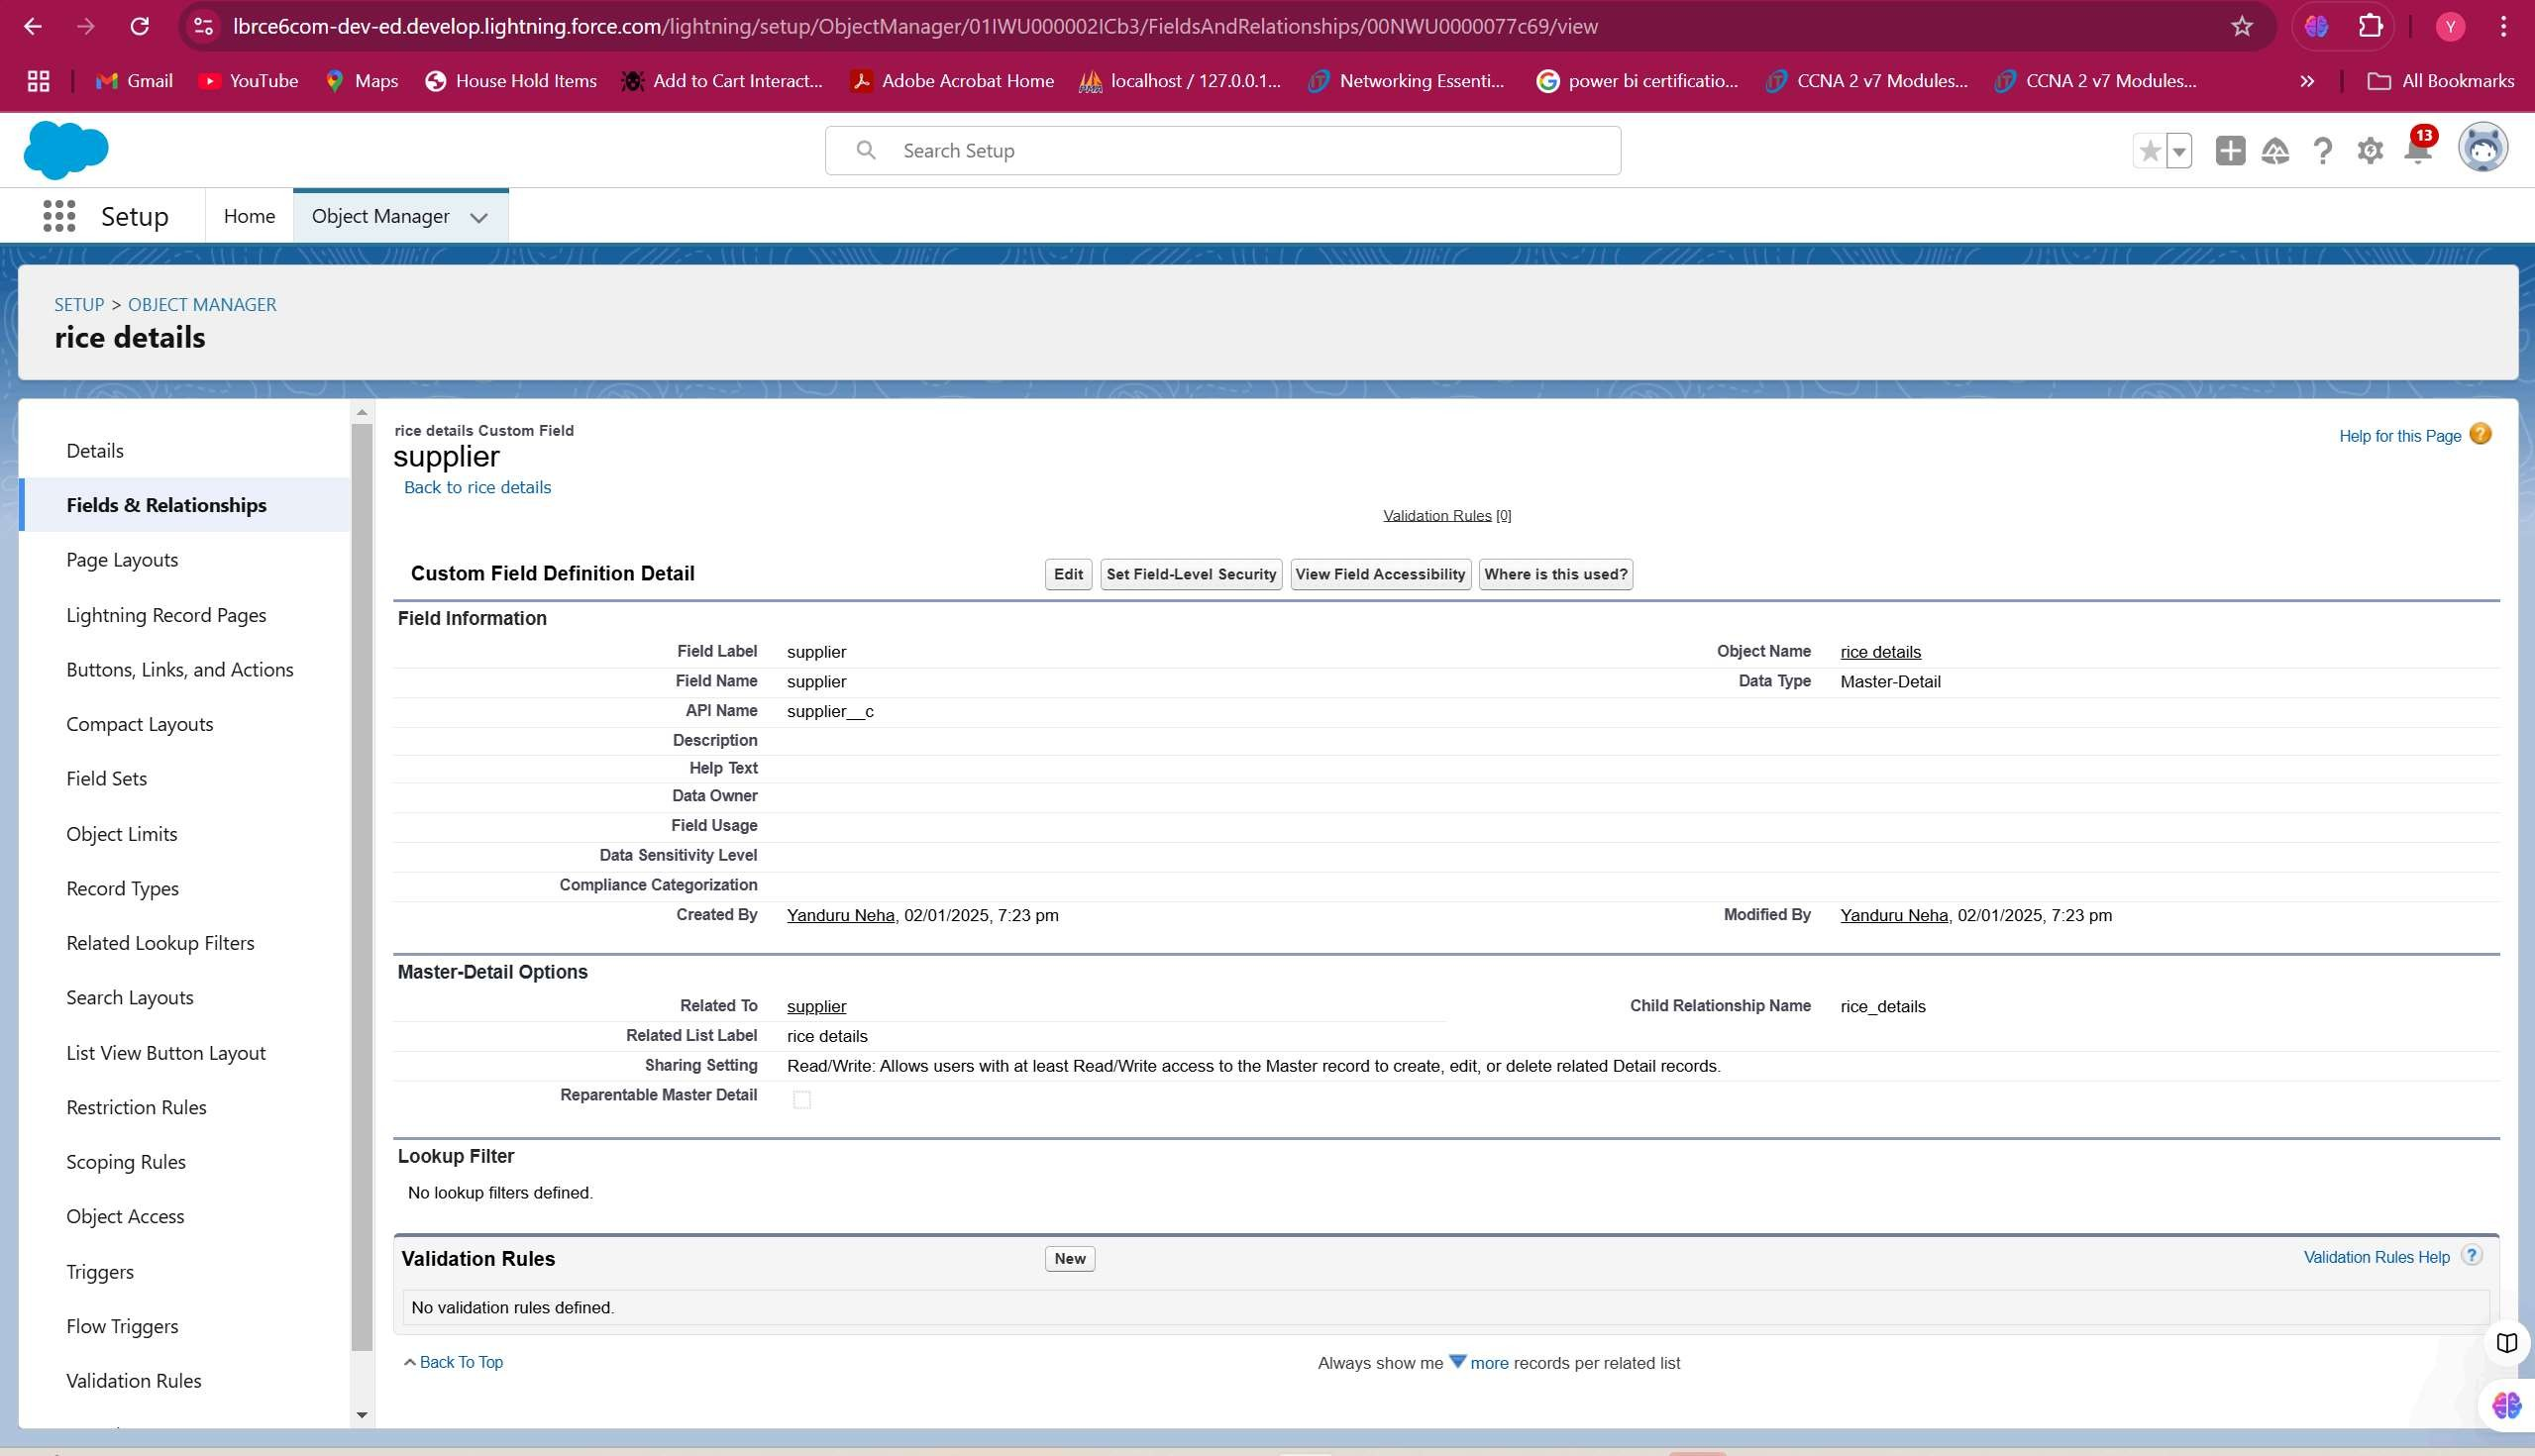 lbrce6com-dev-ed.develop.lightning.force.com/lightning/setup/ObjectManager/01IWU000002ICb3/FieldsAndRelationships/00NWU0000077c69/view
Y
Gmail YouTube Maps House Hold Items Add to Cart Interact... Adobe Acrobat Home localhost / 127.0.0.1... Networking Essenti... power bi certificatio... CCNA 2 v7 Modules... CCNA 2 v7 Modules... » All Bookmarks
Search Setup
13
Setup Home Object Manager
SETUP > OBJECT MANAGER
rice details
Details
Fields & Relationships
Page Layouts
Lightning Record Pages
Buttons, Links, and Actions
Compact Layouts
Field Sets
Object Limits
Record Types
Related Lookup Filters
Search Layouts
List View Button Layout
Restriction Rules
Scoping Rules
Object Access
Triggers
Flow Triggers
Validation Rules
rice details Custom Field
supplier
Back to rice details
Help for this Page ?
Validation Rules [0]
Custom Field Definition Detail Edit Set Field-Level Security View Field Accessibility Where is this used?
Field Information
Field Label supplier Object Name rice details
Field Name supplier Data Type Master-Detail
API Name supplier__c
Description
Help Text
Data Owner
Field Usage
Data Sensitivity Level
Compliance Categorization
Created By Yanduru Neha, 02/01/2025, 7:23 pm Modified By Yanduru Neha, 02/01/2025, 7:23 pm
Master-Detail Options
Related To supplier Child Relationship Name rice_details
Related List Label rice details
Sharing Setting Read/Write: Allows users with at least Read/Write access to the Master record to create, edit, or delete related Detail records.
Reparentable Master Detail
Lookup Filter
No lookup filters defined.
Validation Rules New Validation Rules Help ?
No validation rules defined.
Back To Top Always show me more records per related list